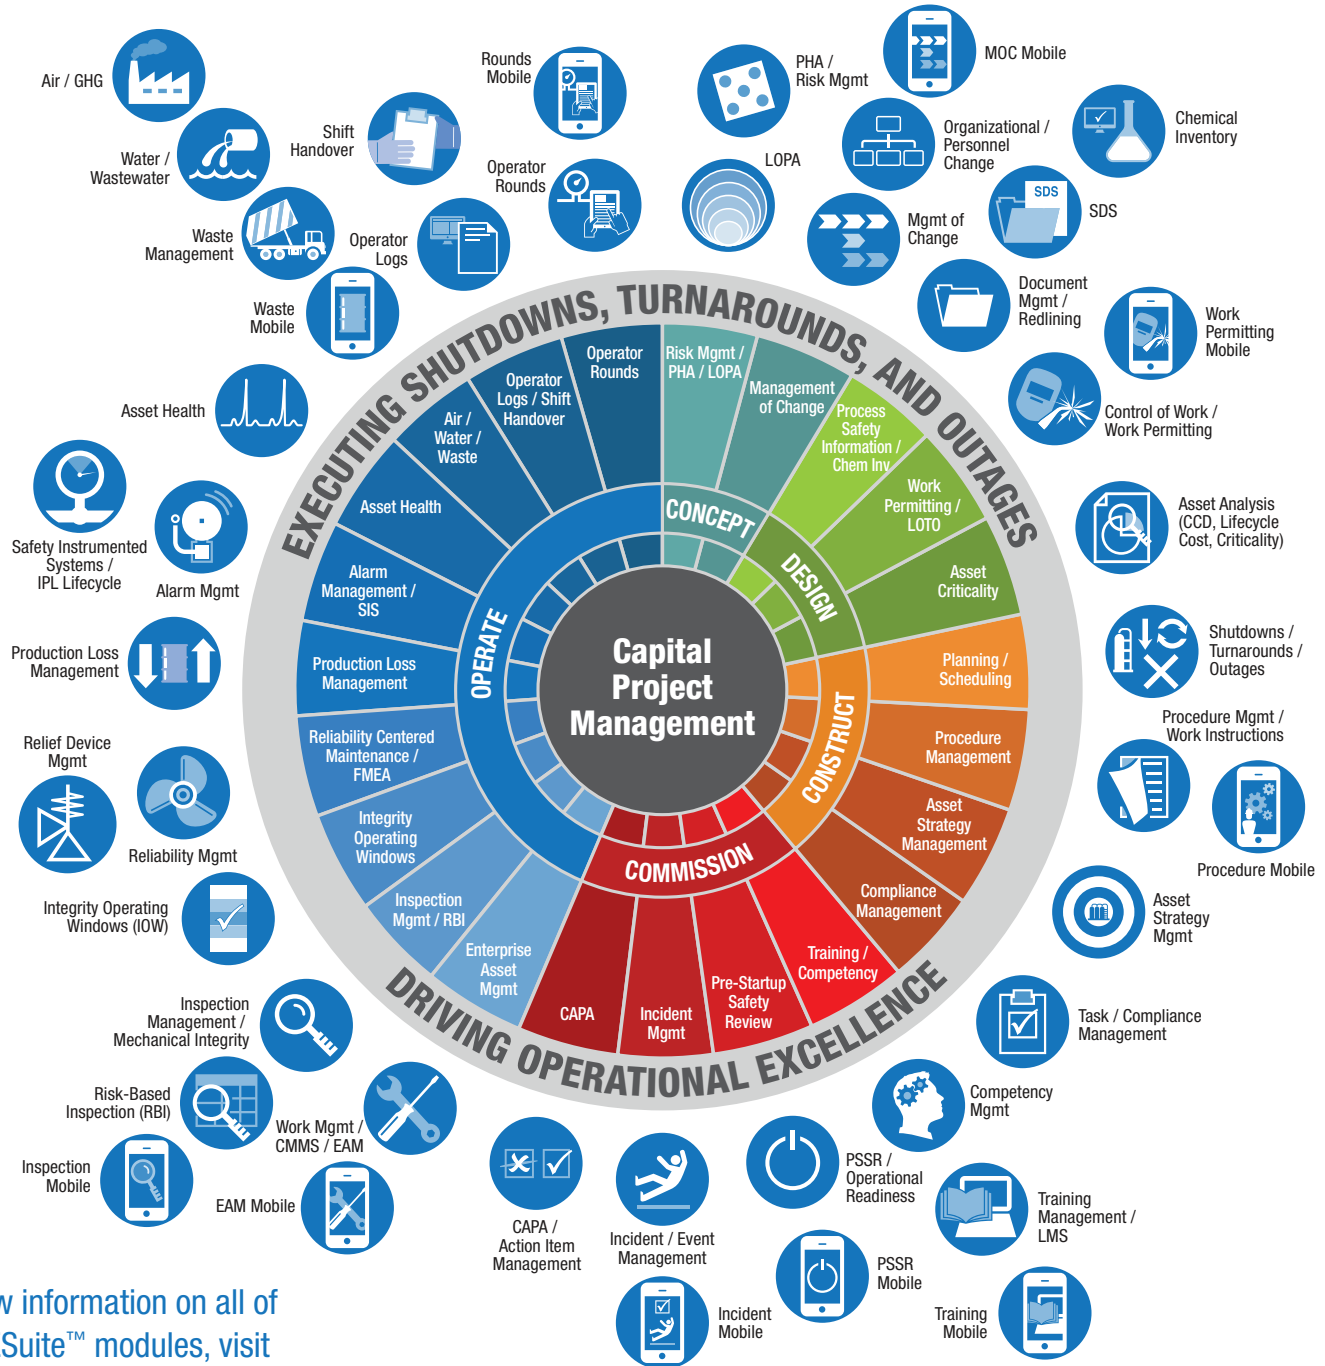 Air / GHG
Water /
Wastewater
Waste
Management
Waste
Mobile
Shift
Handover
Operator
Logs
Rounds
Mobile
Operator
Rounds
PHA /
Risk Mgmt
LOPA
MOC Mobile
Organizational /
Personnel
Change
Mgmt of
Change
Chemical
Inventory
SDS
SDS
Document
Mgmt /
Redlining
Work
Permitting
Mobile
Control of Work /
Work Permitting
Asset Analysis
(CCD, Lifecycle
Cost, Criticality)
Shutdowns /
Turnarounds /
Outages
Procedure Mgmt /
Work Instructions
Procedure Mobile
Asset
Strategy
Mgmt
Task / Compliance
Management
Competency
Mgmt
Training
Management /
LMS
Training
Mobile
PSSR /
Operational
Readiness
PSSR
Mobile
Incident / Event
Management
Incident
Mobile
CAPA /
Action Item
Management
Work Mgmt /
CMMS / EAM
EAM Mobile
Inspection
Management /
Mechanical Integrity
Risk-Based
Inspection (RBI)
Inspection
Mobile
Integrity Operating
Windows (IOW)
Reliability Mgmt
Relief Device
Mgmt
Production Loss
Management
Alarm Mgmt
Safety Instrumented
Systems /
IPL Lifecycle
Asset Health
EXECUTING SHUTDOWNS, TURNAROUNDS, AND OUTAGES
DRIVING OPERATIONAL EXCELLENCE
Risk Mgmt /
PHA / LOPA
Management
of Change
Process
Safety
Information /
Chem Inv
Work
Permitting /
LOTO
Asset
Criticality
Planning /
Scheduling
Procedure
Management
Asset
Strategy
Management
Compliance
Management
Training /
Competency
Pre-Startup
Safety
Review
Incident
Mgmt
CAPA
Enterprise
Asset
Mgmt
Inspection
Mgmt / RBI
Integrity
Operating
Windows
Reliability Centered
Maintenance /
FMEA
Production Loss
Management
Alarm
Management /
SIS
Asset Health
Air /
Water /
Waste
Operator
Logs / Shift
Handover
Operator
Rounds
CONCEPT
DESIGN
CONSTRUCT
COMMISSION
OPERATE
Capital
Project
Management
information on all of
Suite™ modules, visit